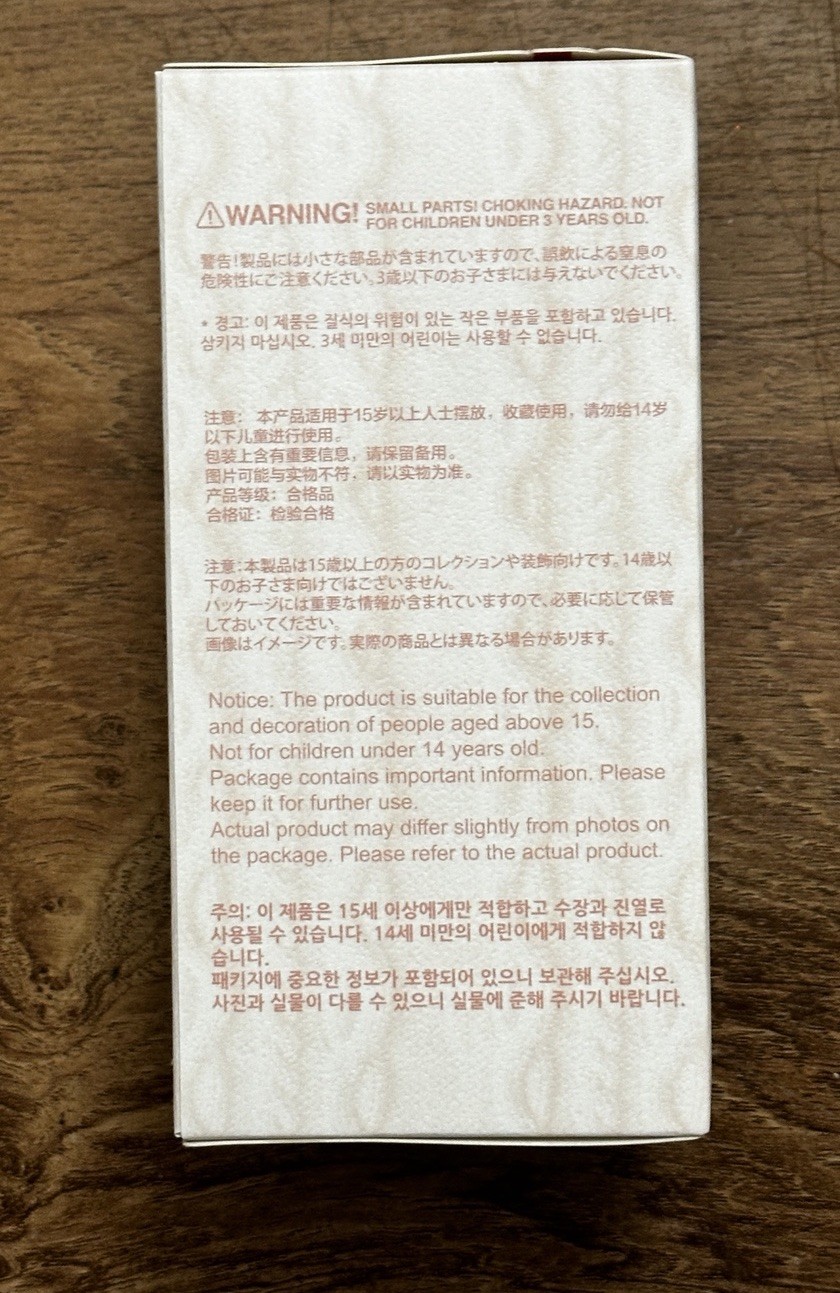 ⚠WARNING! SMALL PARTS! CHOKING HAZARD. NOT
FOR CHILDREN UNDER 3 YEARS OLD.
警告!製品には小さな部品が含まれていますので、誤飲による窒息の
危険性にご注意ください。3歳以下のお子さまには与えないでください。
* 경고: 이 제품은 질식의 위험이 있는 작은 부품을 포함하고 있습니다.
삼키지 마십시오. 3세 미만의 어린이는 사용할 수 없습니다.
注意： 本产品适用于15岁以上人士摆放，收藏使用，请勿给14岁
以下儿童进行使用。
包装上含有重要信息，请保留备用。
图片可能与实物不符，请以实物为准。
产品等级：合格品
合格证：检验合格
注意:本製品は15歳以上の方のコレクションや装飾向けです。14歳以
下のお子さま向けではございません。
パッケージには重要な情報が含まれていますので、必要に応じて保管
しておいてください。
画像はイメージです。実際の商品とは異なる場合があります。
Notice: The product is suitable for the collection
and decoration of people aged above 15.
Not for children under 14 years old.
Package contains important information. Please
keep it for further use.
Actual product may differ slightly from photos on
the package. Please refer to the actual product.
주의: 이 제품은 15세 이상에게만 적합하고 수장과 진열로
사용될 수 있습니다. 14세 미만의 어린이에게 적합하지 않
습니다.
패키지에 중요한 정보가 포함되어 있으니 보관해 주십시오.
사진과 실물이 다를 수 있으니 실물에 준해 주시기 바랍니다.